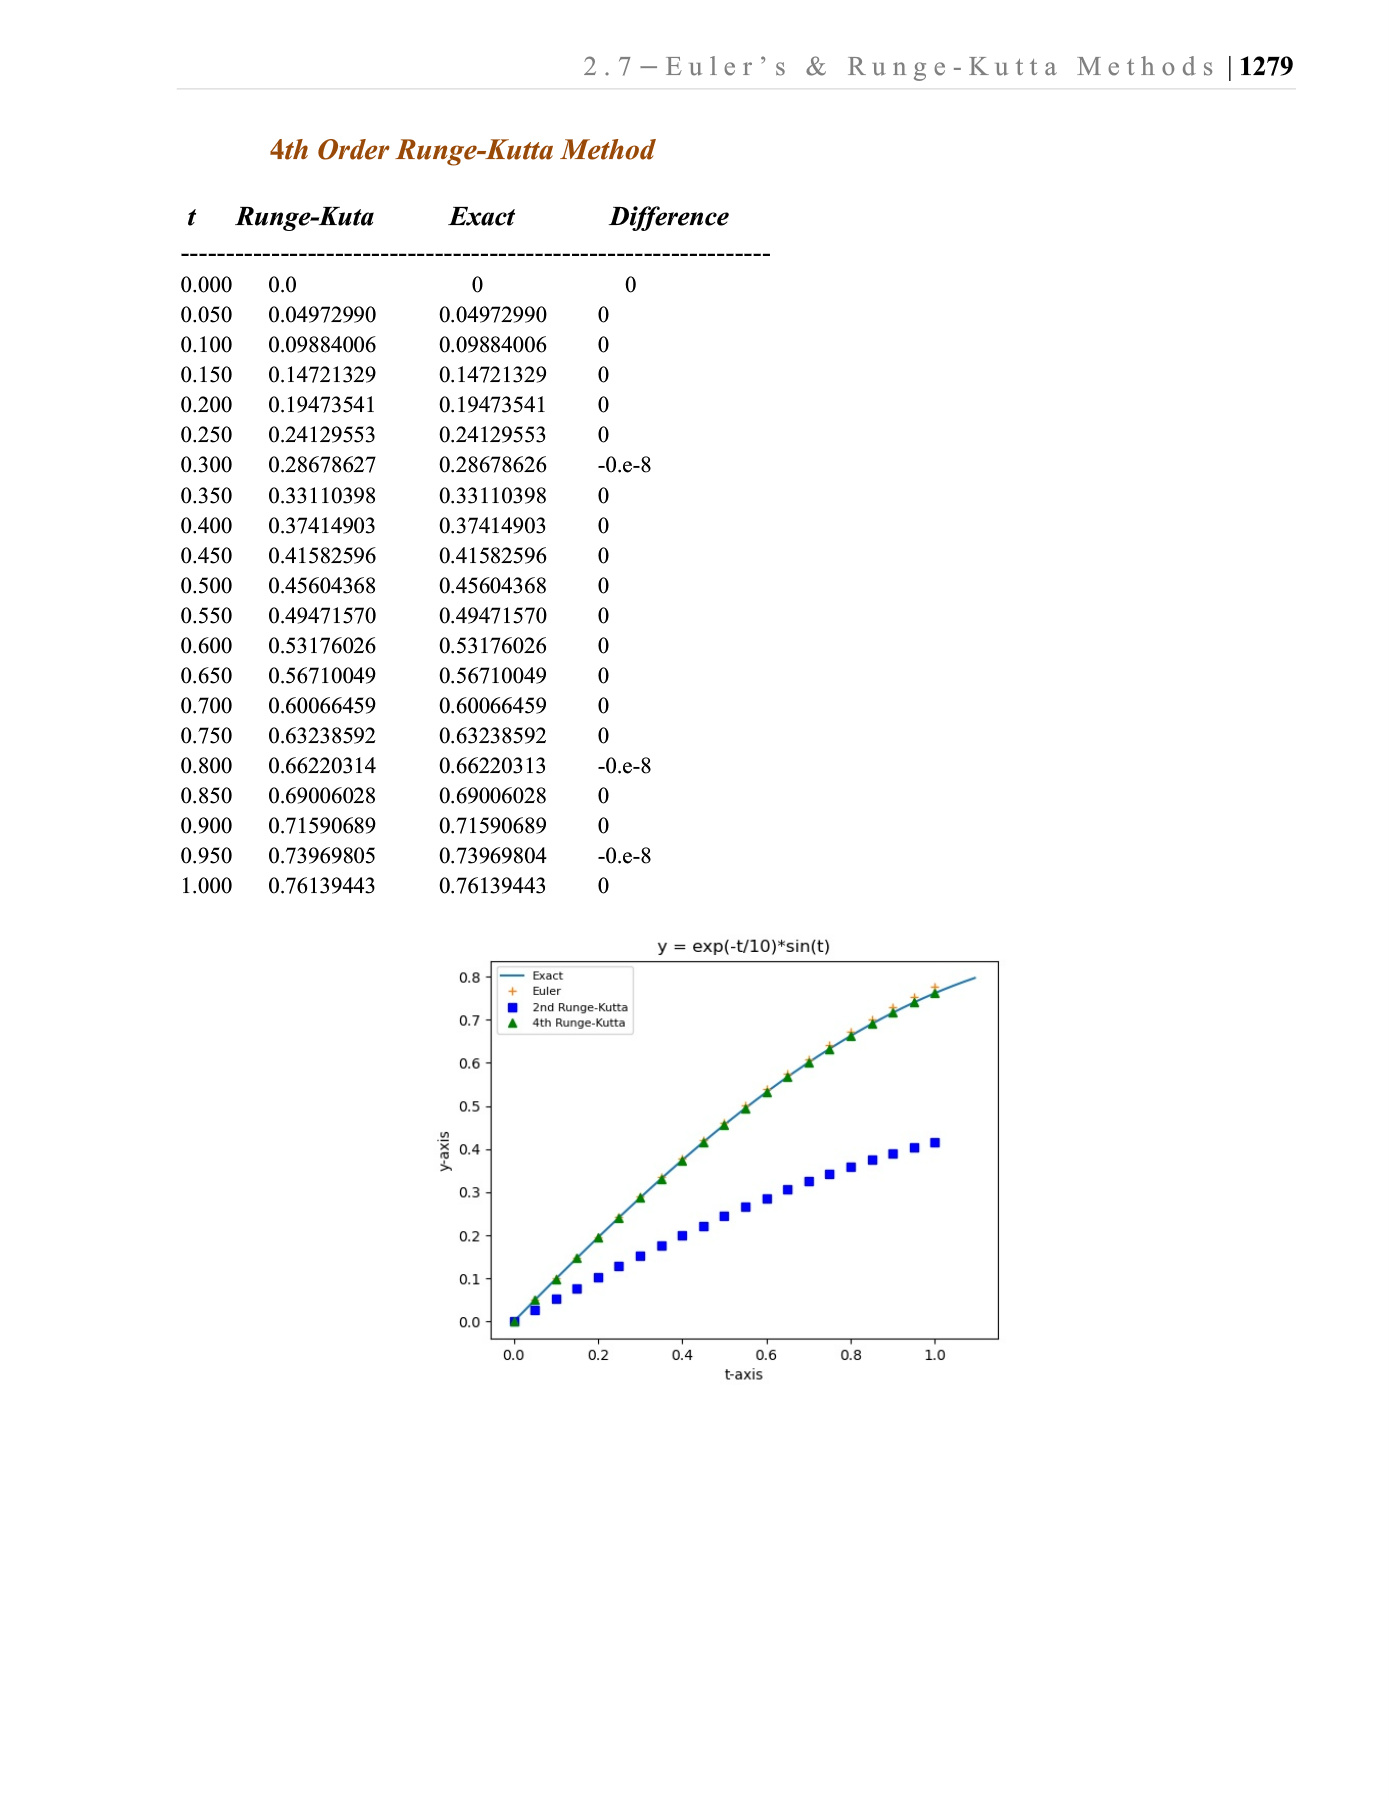 2.7–Euler’s & Runge-Kutta Methods | 1279
4th Order Runge-Kutta Method
t Runge-Kuta Exact Difference
-----------------------------------------------------------------
0.000 0.0 0 0
0.050 0.04972990 0.04972990 0
0.100 0.09884006 0.09884006 0
0.150 0.14721329 0.14721329 0
0.200 0.19473541 0.19473541 0
0.250 0.24129553 0.24129553 0
0.300 0.28678627 0.28678626 -0.e-8
0.350 0.33110398 0.33110398 0
0.400 0.37414903 0.37414903 0
0.450 0.41582596 0.41582596 0
0.500 0.45604368 0.45604368 0
0.550 0.49471570 0.49471570 0
0.600 0.53176026 0.53176026 0
0.650 0.56710049 0.56710049 0
0.700 0.60066459 0.60066459 0
0.750 0.63238592 0.63238592 0
0.800 0.66220314 0.66220313 -0.e-8
0.850 0.69006028 0.69006028 0
0.900 0.71590689 0.71590689 0
0.950 0.73969805 0.73969804 -0.e-8
1.000 0.76139443 0.76139443 0
y = exp(-t/10)*sin(t)
Exact
Euler
2nd Runge-Kutta
4th Runge-Kutta
0.8
0.7
0.6
0.5
0.4
0.3
0.2
0.1
0.0
y-axis
0.0 0.2 0.4 0.6 0.8 1.0
t-axis